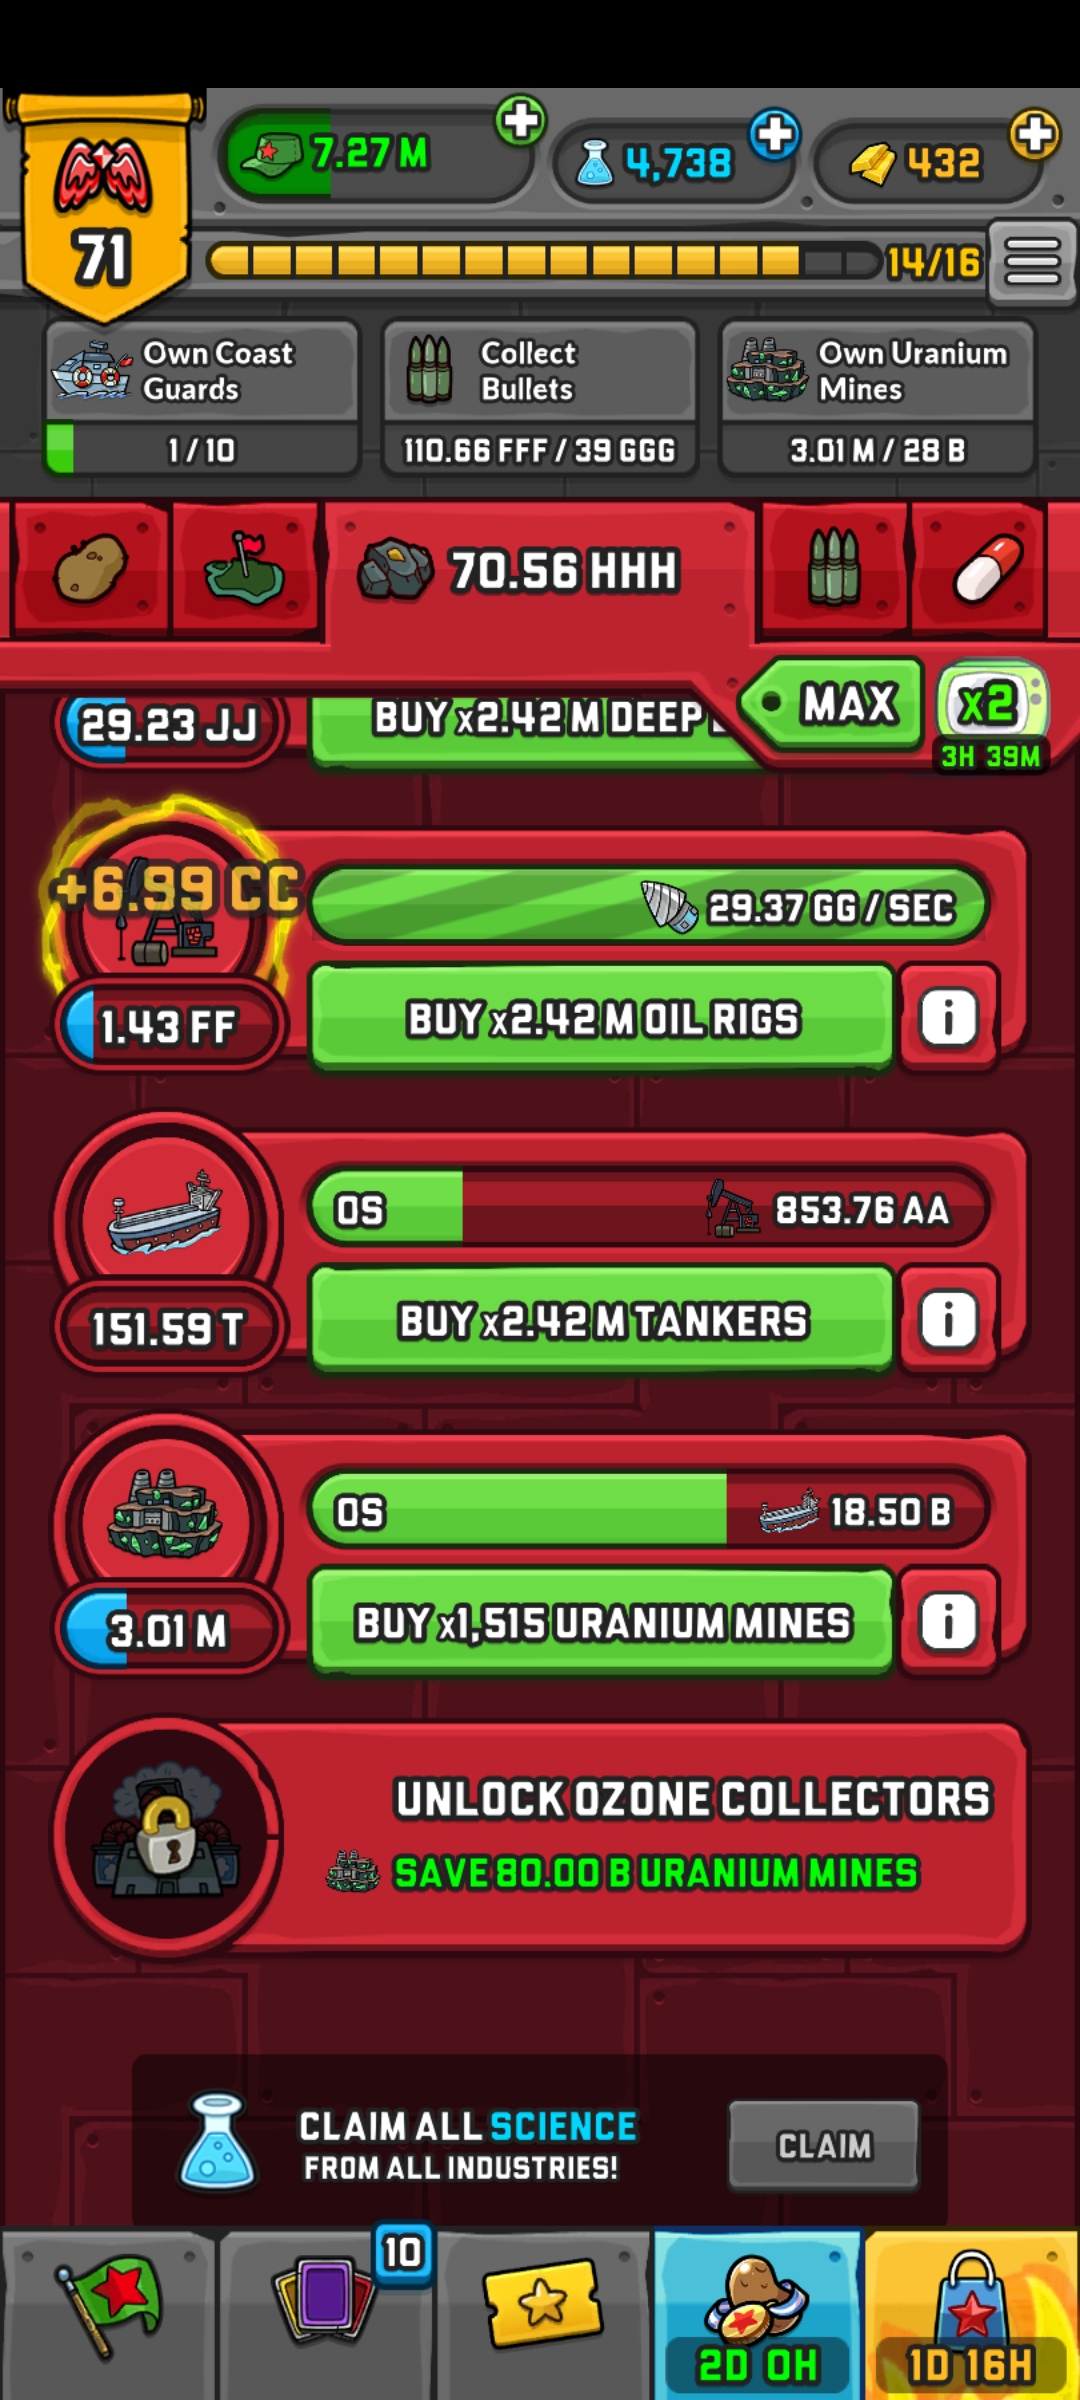 71
7.27 M
4,738
432
14/16
Own Coast
Guards
1 / 10
Collect
Bullets
110.66 FFF / 39 GGG
Own Uranium
Mines
3.01 M / 28 B
70.56 HHH
MAX
x2
3H 39M
29.23 JJ
BUY x2.42 M DEEP
+6.99 CC
29.37 GG / SEC
1.43 FF
BUY x2.42 M OIL RIGS
i
0S
853.76 AA
151.59 T
BUY x2.42 M TANKERS
i
0S
18.50 B
3.01 M
BUY x1,515 URANIUM MINES
i
UNLOCK OZONE COLLECTORS
SAVE 80.00 B URANIUM MINES
CLAIM ALL SCIENCE
FROM ALL INDUSTRIES!
CLAIM
10
2D 0H
1D 16H